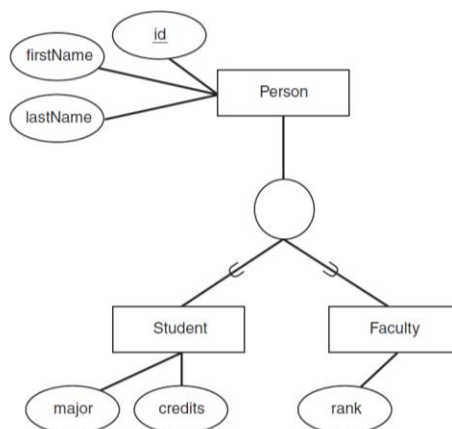 id
firstName
Person
lastName
Student
Faculty
major
credits
rank